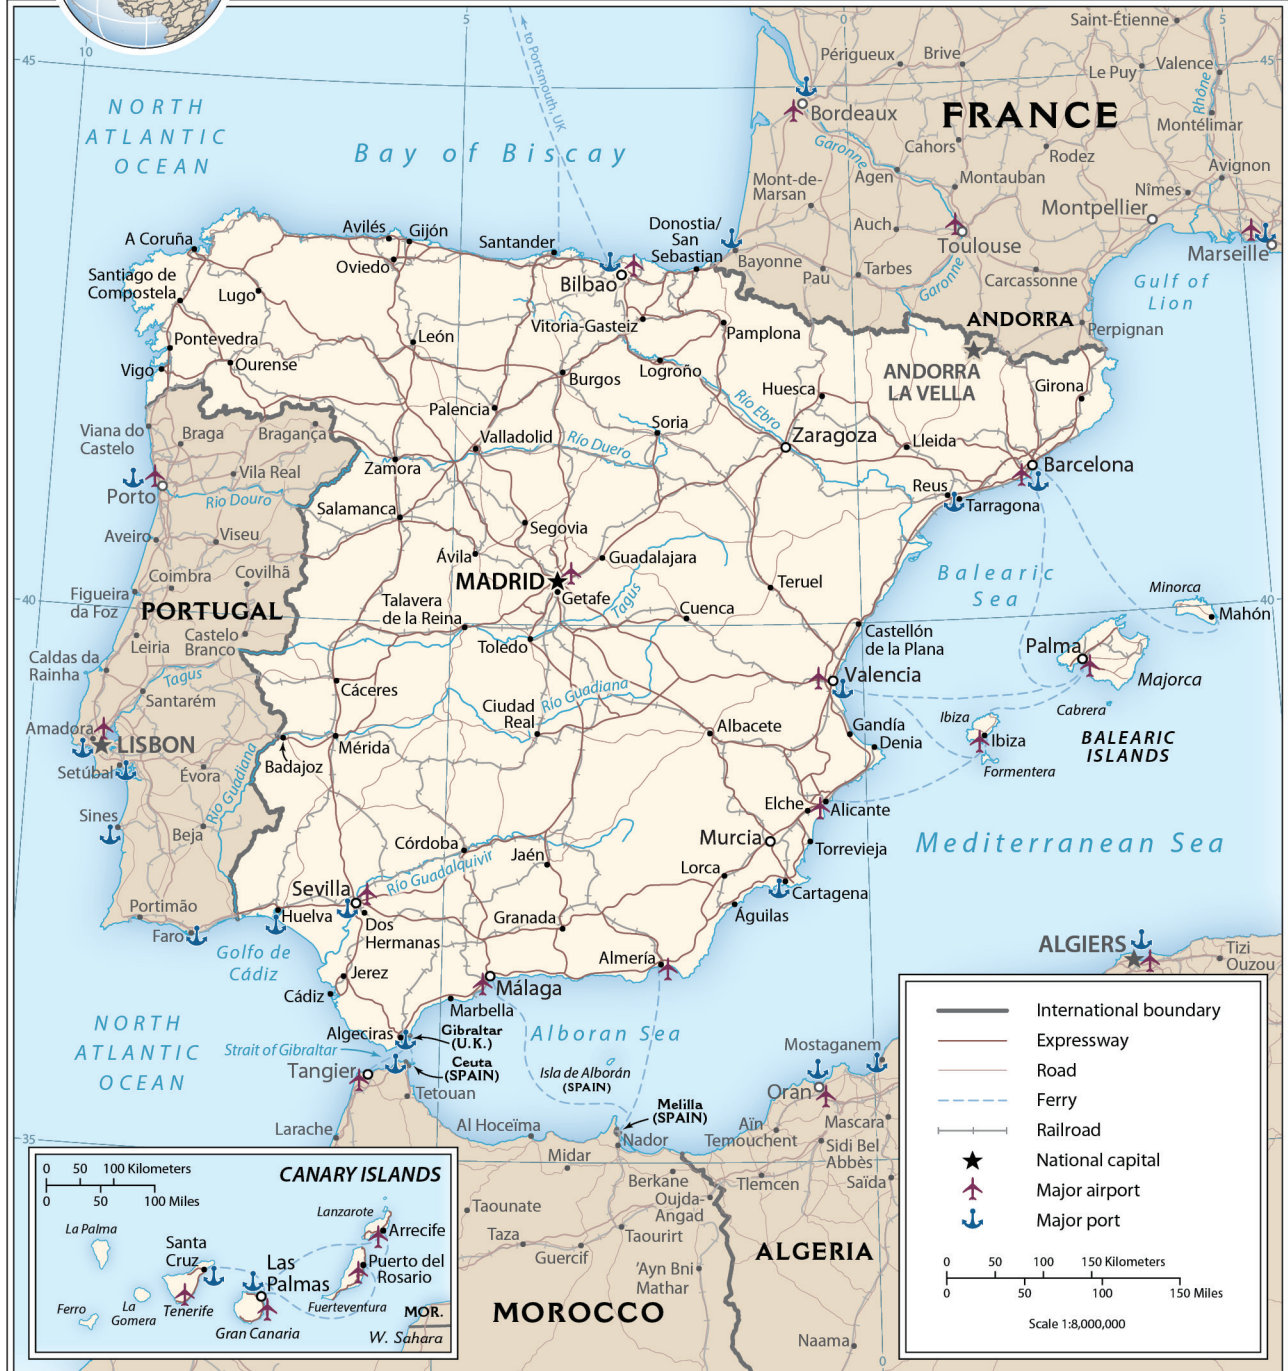 10
5
0
5
45
45
to Portsmouth, UK
Saint-Étienne
Périgueux
Brive
Le Puy
Valence
Rhône
NORTH
ATLANTIC
OCEAN
Bay of Biscay
Bordeaux
FRANCE
Montélimar
Garonne
Cahors
Rodez
Avignon
Mont-de-
Marsan
Agen
Montauban
Nîmes
Montpellier
Auch
Toulouse
Marseille
A Coruña
Avilés
Gijón
Santander
Donostia/
San
Sebastian
Bayonne
Oviedo
Bilbao
Pau
Tarbes
Garonne
Carcassonne
Gulf of
Lion
Santiago de
Compostela
Lugo
Vitoria-Gasteiz
Pamplona
ANDORRA
Perpignan
Pontevedra
León
Vigo
Ourense
Burgos
Logroño
Huesca
ANDORRA
LA VELLA
Girona
Río Ebro
Palencia
Soria
Viana do
Castelo
Braga
Bragança
Valladolid
Río Duero
Zaragoza
Lleida
Barcelona
Vila Real
Zamora
Porto
Rio Douro
Salamanca
Reus
Tarragona
Segovia
Aveiro
Viseu
Ávila
Guadalajara
MADRID
Getafe
Teruel
Balearic
Sea
Minorca
Mahón
Coimbra
Covilhã
Figueira
da Foz
40
40
PORTUGAL
Talavera
de la Reina
Tagus
Cuenca
Castellón
de la Plana
Leiria
Castelo
Branco
Toledo
Palma
Majorca
Caldas da
Rainha
Tagus
Santarém
Cáceres
Ciudad
Real
Río Guadiana
Valencia
Cabrera
Amadora
LISBON
Albacete
Gandía
Denia
Ibiza
Ibiza
BALEARIC
ISLANDS
Formentera
Setúbal
Évora
Rio Guadiana
Badajoz
Mérida
Sines
Beja
Elche
Alicante
Murcia
Torrevieja
Mediterranean Sea
Córdoba
Río Guadalquivir
Jaén
Lorca
Cartagena
Águilas
Sevilla
Portimão
Faro
Huelva
Dos
Hermanas
Granada
Almería
Golfo de
Cádiz
Jerez
Cádiz
Málaga
Marbella
ALGIERS
Tizi
Ouzou
NORTH
ATLANTIC
OCEAN
Algeciras
Gibraltar
(U.K.)
Alboran Sea
Strait of Gibraltar
Ceuta
(SPAIN)
Isla de Alborán
(SPAIN)
Mostaganem
Tangier
Tetouan
Oran
Melilla
(SPAIN)
35
Larache
Al Hoceïma
Nador
Aïn
Temouchent
Mascara
Sidi Bel
Abbès
Midar
Berkane
Tlemcen
Saïda
Oujda-
Angad
Taounate
Taza
Guercif
Taourirt
ALGERIA
'Ayn Bni
Mathar
MOROCCO
Naama
0
International boundary
Expressway
Road
Ferry
Railroad
National capital
Major airport
Major port
0 50 100 150 Kilometers
0 50 100 150 Miles
Scale 1:8,000,000
0 50 100 Kilometers
0 50 100 Miles
CANARY ISLANDS
La Palma
Lanzarote
Arrecife
Santa
Cruz
Las
Palmas
Puerto del
Rosario
Ferro
La
Gomera
Tenerife
Gran Canaria
Fuerteventura
MOR.
W. Sahara